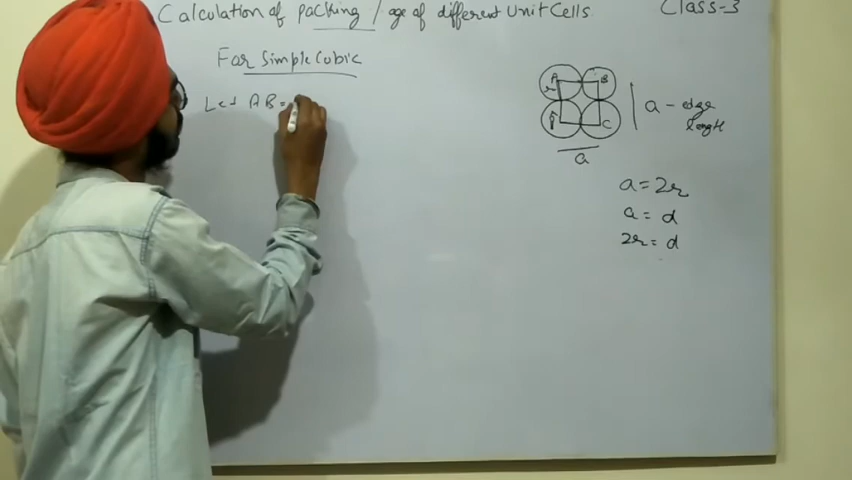 Calculation of packing / age of different Unit Cells.
Class-3
For Simple Cubic
Let AB =
A B
r
C
a - edge
length
a
a = 2r
a = d
2r = d